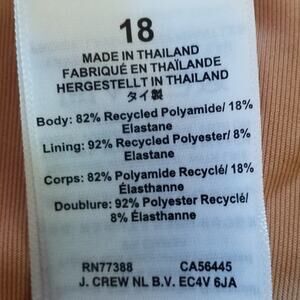 18
MADE IN THAILAND
FABRIQUÉ EN THAÏLANDE
HERGESTELLT IN THAILAND
タイ製
Body: 82% Recycled Polyamide/ 18%
Elastane
Lining: 92% Recycled Polyester/ 8%
Elastane
Corps: 82% Polyamide Recyclé/ 18%
Élasthanne
Doublure: 92% Polyester Recyclé/
8% Élasthanne
RN77388 CA56445
J. CREW NL B.V. EC4V 6JA